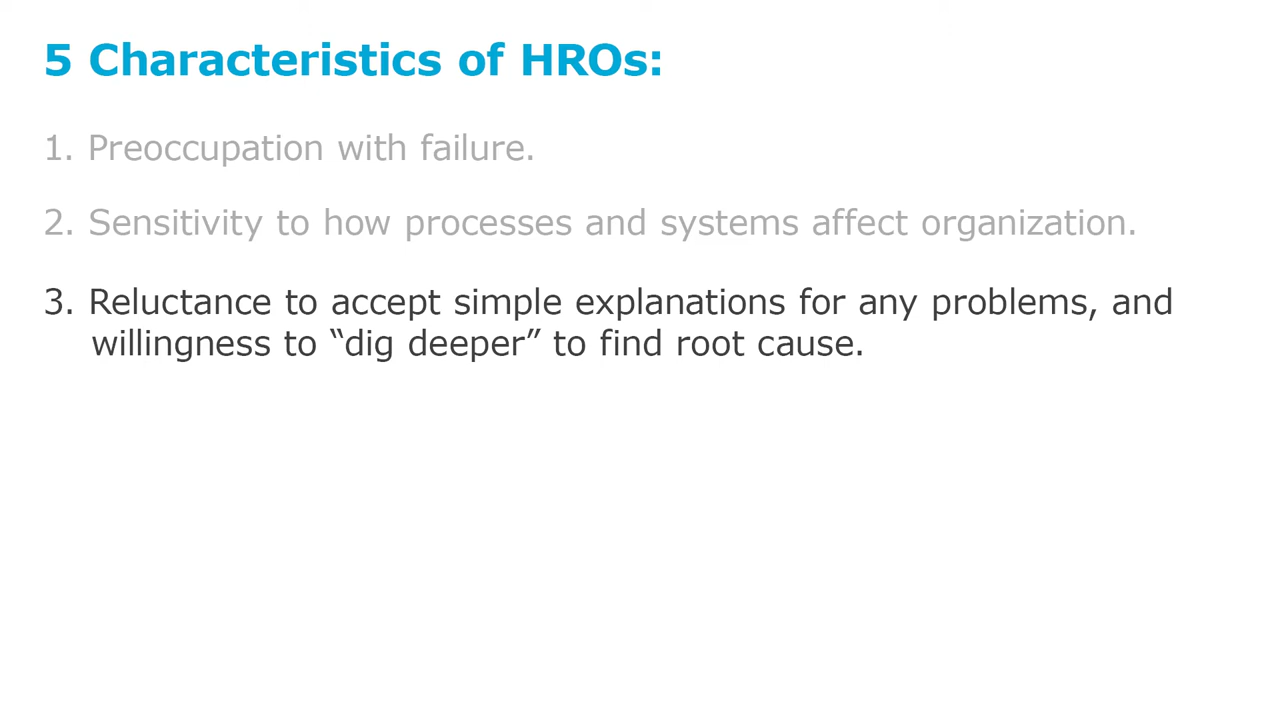 5 Characteristics of HROs:
1. Preoccupation with failure.
2. Sensitivity to how processes and systems affect organization.
3. Reluctance to accept simple explanations for any problems, and
willingness to “dig deeper” to find root cause.